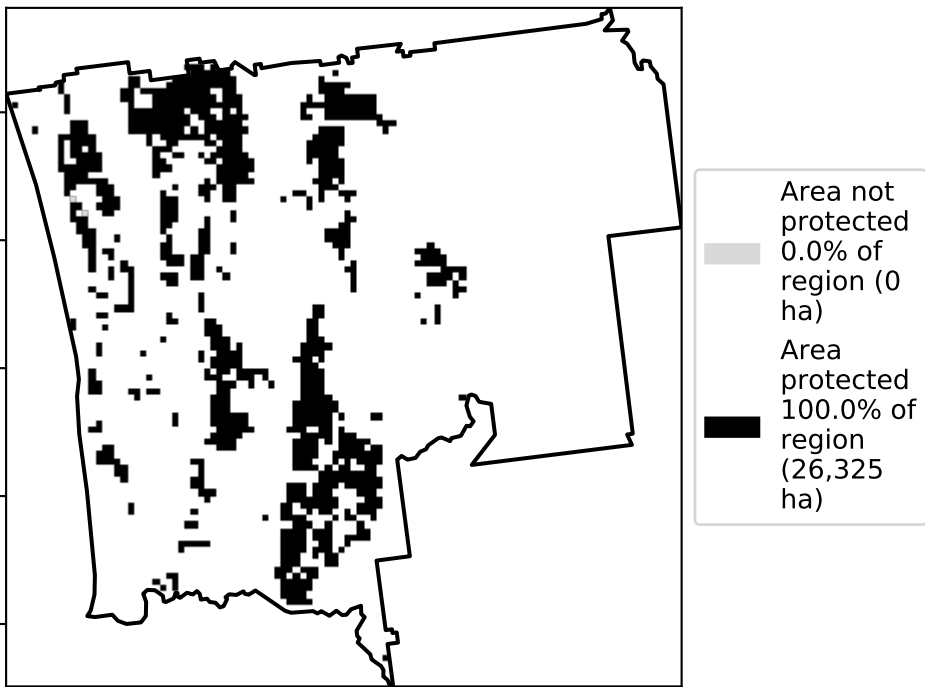 Area not
protected
0.0% of
region (0
ha)
Area
protected
100.0% of
region
(26,325
ha)